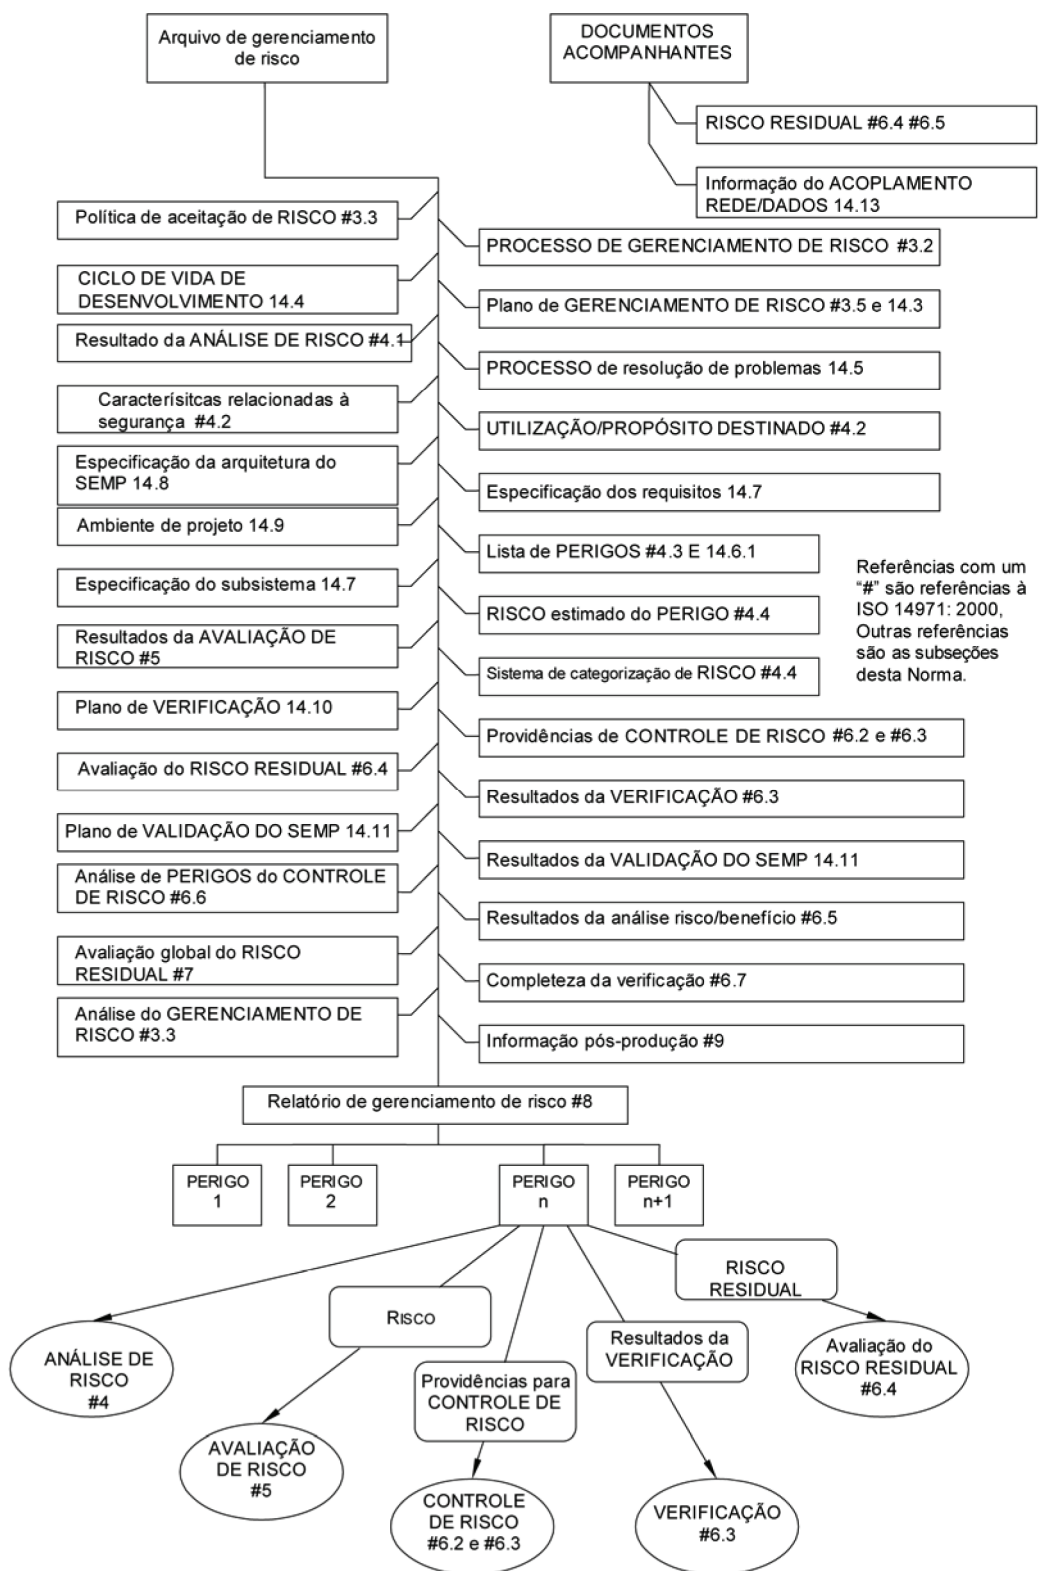 Arquivo de gerenciamento
de risco
DOCUMENTOS
ACOMPANHANTES
RISCO RESIDUAL #6.4 #6.5
Informação do ACOPLAMENTO
REDE/DADOS 14.13
Política de aceitação de RISCO #3.3
PROCESSO DE GERENCIAMENTO DE RISCO #3.2
CICLO DE VIDA DE
DESENVOLVIMENTO 14.4
Plano de GERENCIAMENTO DE RISCO #3.5 e 14.3
Resultado da ANÁLISE DE RISCO #4.1
PROCESSO de resolução de problemas 14.5
Caracterísitcas relacionadas à
segurança #4.2
UTILIZAÇÃO/PROPÓSITO DESTINADO #4.2
Especificação da arquitetura do
SEMP 14.8
Especificação dos requisitos 14.7
Ambiente de projeto 14.9
Lista de PERIGOS #4.3 E 14.6.1
Referências com um
“#” são referências à
ISO 14971: 2000,
Outras referências
são as subseções
desta Norma.
Especificação do subsistema 14.7
RISCO estimado do PERIGO #4.4
Resultados da AVALIAÇÃO DE
RISCO #5
Sistema de categorização de RISCO #4.4
Plano de VERIFICAÇÃO 14.10
Providências de CONTROLE DE RISCO #6.2 e #6.3
Avaliação do RISCO RESIDUAL #6.4
Resultados da VERIFICAÇÃO #6.3
Plano de VALIDAÇÃO DO SEMP 14.11
Resultados da VALIDAÇÃO DO SEMP 14.11
Análise de PERIGOS do CONTROLE
DE RISCO #6.6
Resultados da análise risco/benefício #6.5
Avaliação global do RISCO
RESIDUAL #7
Completeza da verificação #6.7
Análise do GERENCIAMENTO DE
RISCO #3.3
Informação pós-produção #9
Relatório de gerenciamento de risco #8
PERIGO
1
PERIGO
2
PERIGO
n
PERIGO
n+1
RISCO
RESIDUAL
RISCO
Resultados da
VERIFICAÇÃO
Avaliação do
RISCO RESIDUAL
#6.4
ANÁLISE DE
RISCO
#4
Providências para
CONTROLE DE
RISCO
AVALIAÇÃO
DE RISCO
#5
CONTROLE
DE RISCO
#6.2 e #6.3
VERIFICAÇÃO
#6.3